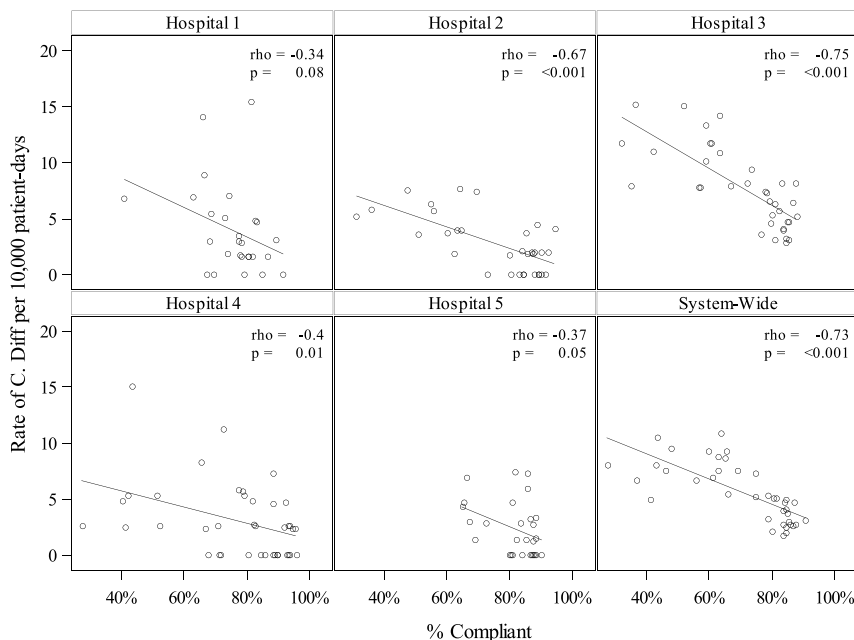 Hospital 1
Hospital 2
Hospital 3
20
15
10
5
0
rho = -0.34
p = 0.08
rho = -0.67
p = <0.001
rho = -0.75
p = <0.001
Hospital 4
Hospital 5
System-Wide
20
15
10
5
0
rho = -0.4
p = 0.01
rho = -0.37
p = 0.05
rho = -0.73
p = <0.001
Rate of C. Diff per 10,000 patient-days
40% 60% 80% 100%
40% 60% 80% 100%
40% 60% 80% 100%
% Compliant